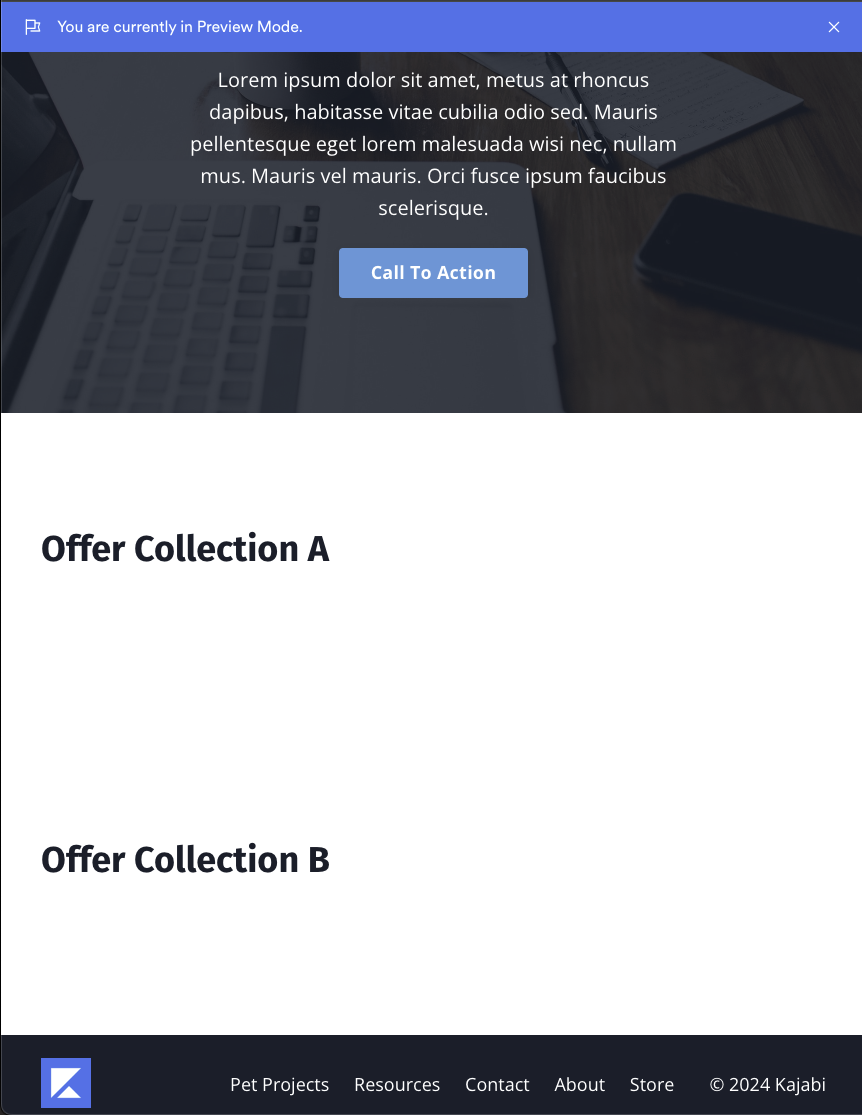 You are currently in Preview Mode.
Lorem ipsum dolor sit amet, metus at rhoncus
dapibus, habitasse vitae cubilia odio sed. Mauris
pellentesque eget lorem malesuada wisi nec, nullam
mus. Mauris vel mauris. Orci fusce ipsum faucibus
scelerisque.
Call To Action
Offer Collection A
Offer Collection B
Pet Projects Resources Contact About Store © 2024 Kajabi